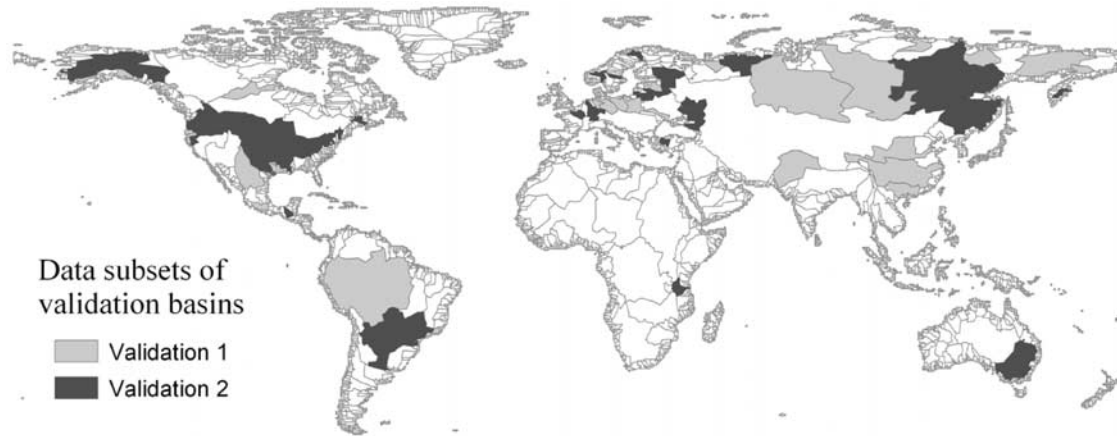 Data subsets of
validation basins
Validation 1
Validation 2